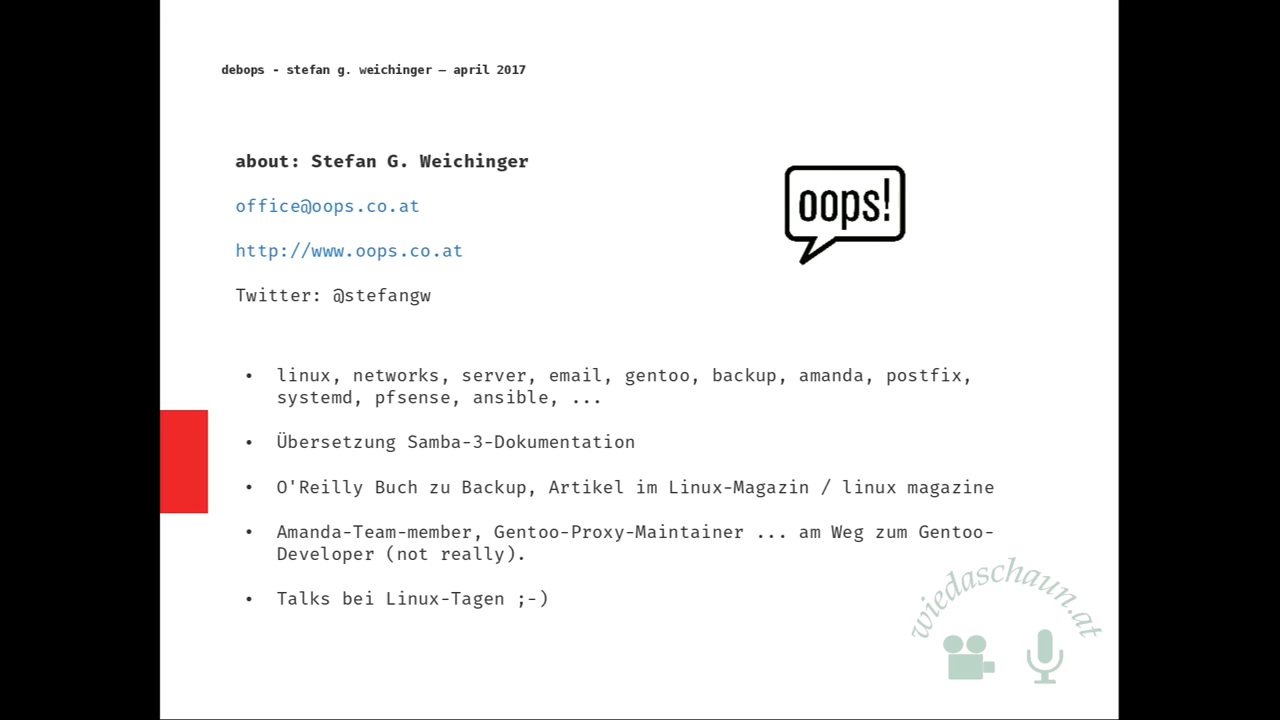 debops - stefan g. weichinger – april 2017
about: Stefan G. Weichinger
office@oops.co.at
http://www.oops.co.at
Twitter: @stefangw
oops!
• linux, networks, server, email, gentoo, backup, amanda, postfix,
systemd, pfsense, ansible, ...
• Übersetzung Samba-3-Dokumentation
• O'Reilly Buch zu Backup, Artikel im Linux-Magazin / linux magazine
• Amanda-Team-member, Gentoo-Proxy-Maintainer ... am Weg zum Gentoo-
Developer (not really).
• Talks bei Linux-Tagen ;-)
wiedaschaun.at